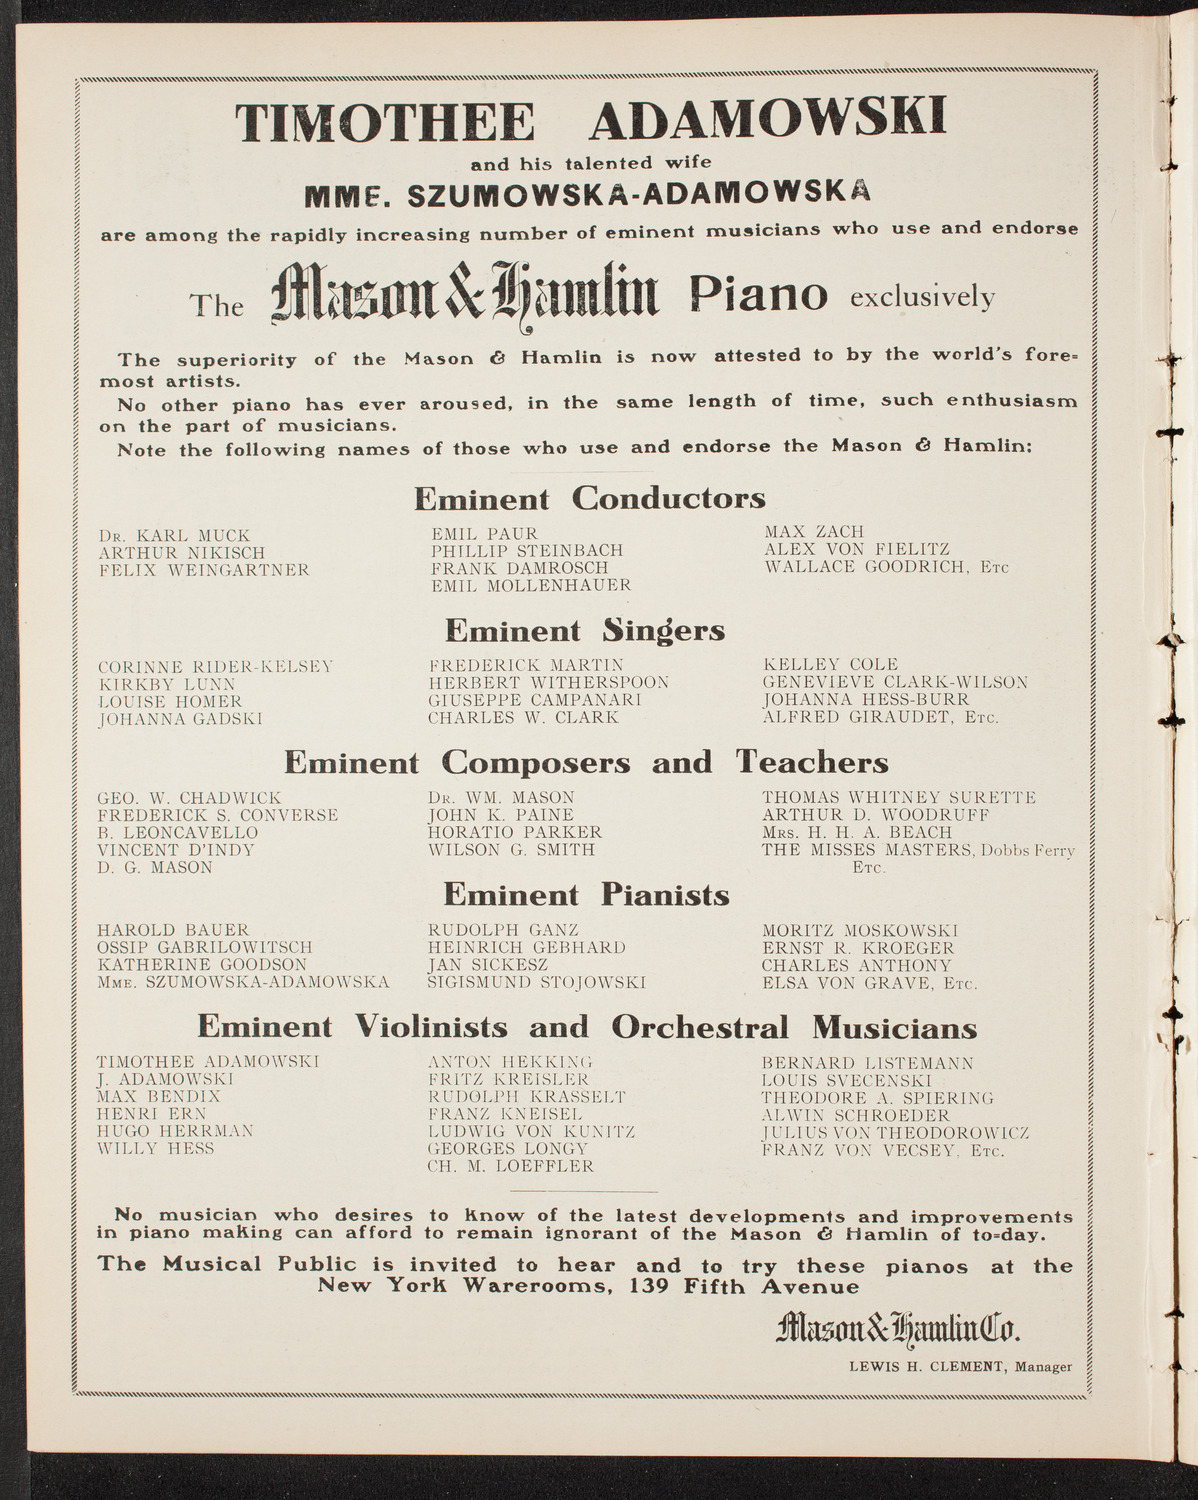 TIMOTHEE ADAMOWSKI
and his talented wife
MME. SZUMOWSKA-ADAMOWSKA
are among the rapidly increasing number of eminent musicians who use and endorse
The Mason & Hamlin Piano exclusively
The superiority of the Mason & Hamlin is now attested to by the world's fore=
most artists.
No other piano has ever aroused, in the same length of time, such enthusiasm
on the part of musicians.
Note the following names of those who use and endorse the Mason & Hamlin:
Eminent Conductors
DR. KARL MUCK
ARTHUR NIKISCH
FELIX WEINGARTNER
EMIL PAUR
PHILLIP STEINBACH
FRANK DAMROSCH
EMIL MOLLENHAUER
MAX ZACH
ALEX VON FIELITZ
WALLACE GOODRICH, ETC
Eminent Singers
CORINNE RIDER-KELSEY
KIRKBY LUNN
LOUISE HOMER
JOHANNA GADSKI
FREDERICK MARTIN
HERBERT WITHERSPOON
GIUSEPPE CAMPANARI
CHARLES W. CLARK
KELLEY COLE
GENEVIEVE CLARK-WILSON
JOHANNA HESS-BURR
ALFRED GIRAUDET, ETC.
Eminent Composers and Teachers
GEO. W. CHADWICK
FREDERICK S. CONVERSE
B. LEONCAVELLO
VINCENT D'INDY
D. G. MASON
DR. WM. MASON
JOHN K. PAINE
HORATIO PARKER
WILSON G. SMITH
THOMAS WHITNEY SURETTE
ARTHUR D. WOODRUFF
MRS. H. H. A. BEACH
THE MISSES MASTERS, Dobbs Ferry
ETC.
Eminent Pianists
HAROLD BAUER
OSSIP GABRILOWITSCH
KATHERINE GOODSON
MME. SZUMOWSKA-ADAMOWSKA
RUDOLPH GANZ
HEINRICH GEBHARD
JAN SICKESZ
SIGISMUND STOJOWSKI
MORITZ MOSKOWSKI
ERNST R. KROEGER
CHARLES ANTHONY
ELSA VON GRAVE, ETC.
Eminent Violinists and Orchestral Musicians
TIMOTHEE ADAMOWSKI
J. ADAMOWSKI
MAX BENDIX
HENRI ERN
HUGO HERRMAN
WILLY HESS
ANTON HEKKING
FRITZ KREISLER
RUDOLPH KRASSELT
FRANZ KNEISEL
LUDWIG VON KUNITZ
GEORGES LONGY
CH. M. LOEFFLER
BERNARD LISTEMANN
LOUIS SVECENSKI
THEODORE A. SPIERING
ALWIN SCHROEDER
JULIUS VON THEODOROWICZ
FRANZ VON VECSEY, ETC.
No musician who desires to know of the latest developments and improvements
in piano making can afford to remain ignorant of the Mason & Hamlin of to=day.
The Musical Public is invited to hear and to try these pianos at the
New York Warerooms, 139 Fifth Avenue
Mason & Hamlin Co.
LEWIS H. CLEMENT, Manager